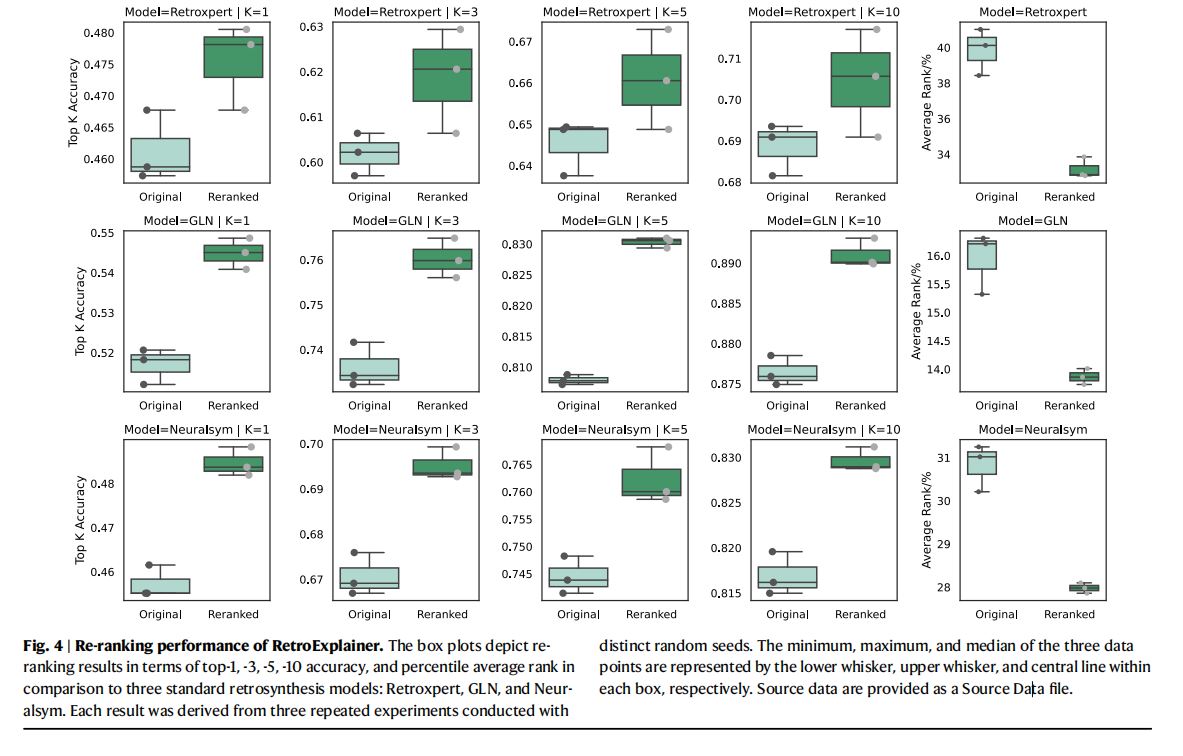 Model=Retroxpert | K=1
Model=Retroxpert | K=3
Model=Retroxpert | K=5
Model=Retroxpert | K=10
Model=Retroxpert
Top K Accuracy
0.480
0.475
0.470
0.465
0.460
Original Reranked
0.63
0.62
0.61
0.60
Original Reranked
0.67
0.66
0.65
0.64
Original Reranked
0.71
0.70
0.69
0.68
Original Reranked
Average Rank/%
40
38
36
34
Original Reranked
Model=GLN | K=1
Model=GLN | K=3
Model=GLN | K=5
Model=GLN | K=10
Model=GLN
Top K Accuracy
0.55
0.54
0.53
0.52
Original Reranked
0.76
0.75
0.74
Original Reranked
0.830
0.825
0.820
0.815
0.810
Original Reranked
0.890
0.885
0.880
0.875
Original Reranked
Average Rank/%
16.0
15.5
15.0
14.5
14.0
Original Reranked
Model=Neuralsym | K=1
Model=Neuralsym | K=3
Model=Neuralsym | K=5
Model=Neuralsym | K=10
Model=Neuralsym
Top K Accuracy
0.48
0.47
0.46
Original Reranked
0.70
0.69
0.68
0.67
Original Reranked
0.765
0.760
0.755
0.750
0.745
Original Reranked
0.830
0.825
0.820
0.815
Original Reranked
Average Rank/%
31
30
29
28
Original Reranked
Fig. 4 | Re-ranking performance of RetroExplainer. The box plots depict re-
ranking results in terms of top-1, -3, -5, -10 accuracy, and percentile average rank in
comparison to three standard retrosynthesis models: Retroxpert, GLN, and Neur-
alsym. Each result was derived from three repeated experiments conducted with
distinct random seeds. The minimum, maximum, and median of the three data
points are represented by the lower whisker, upper whisker, and central line within
each box, respectively. Source data are provided as a Source Data file.